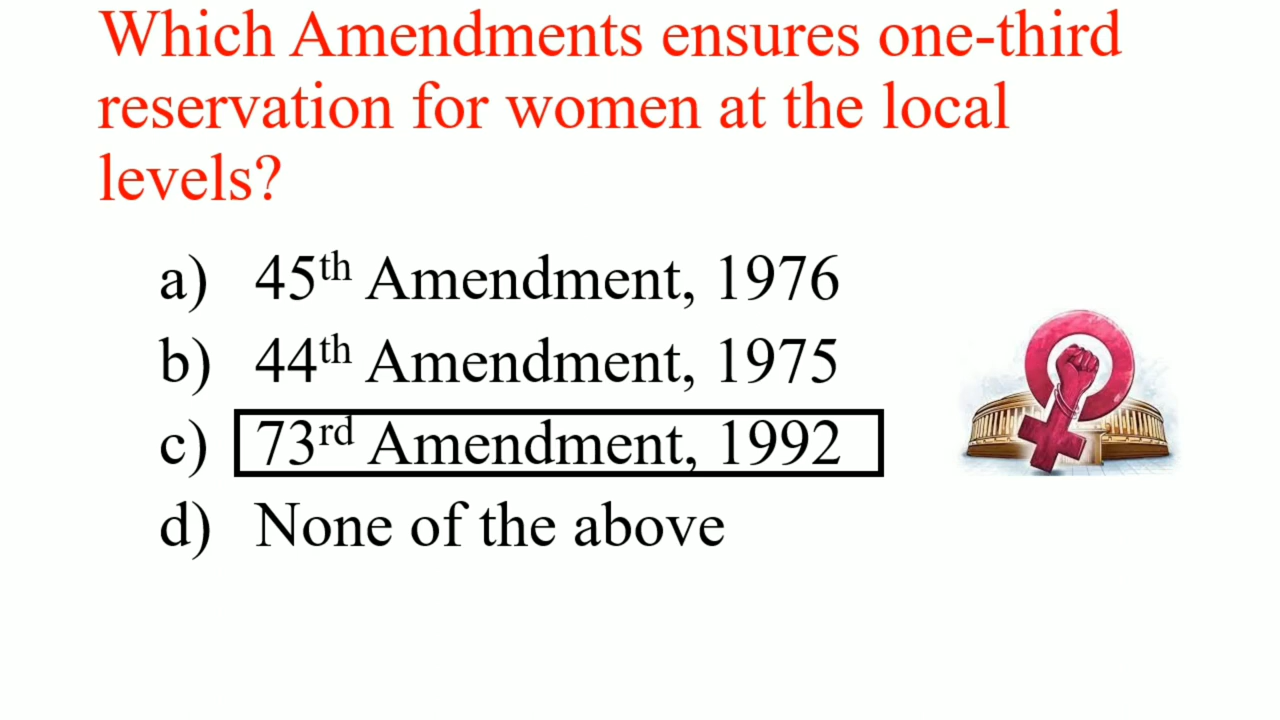 Which Amendments ensures one-third
reservation for women at the local
levels?
a) 45th Amendment, 1976
b) 44th Amendment, 1975
c) 73rd Amendment, 1992
d) None of the above